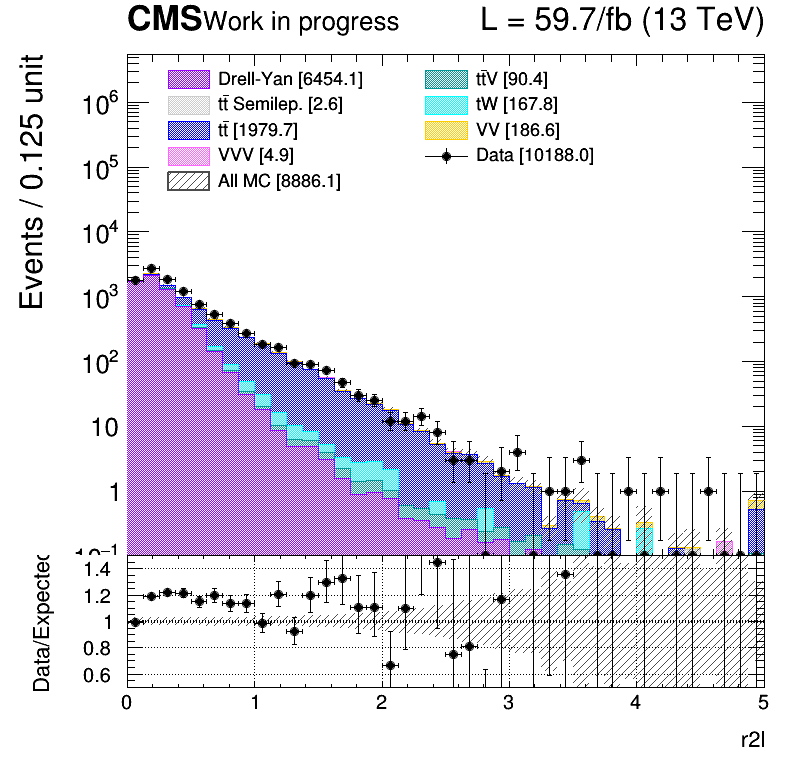 CMS Work in progress L = 59.7/fb (13 TeV)
Events / 0.125 unit
Drell-Yan [6454.1]
tt̄ Semilep. [2.6]
tt̄ [1979.7]
VVV [4.9]
All MC [8886.1]
tt̄V [90.4]
tW [167.8]
VV [186.6]
Data [10188.0]
10⁶
10⁵
10⁴
10³
10²
10
1
10⁻¹
Data/Expected
1.4
1.2
1
0.8
0.6
0 1 2 3 4 5
r2l